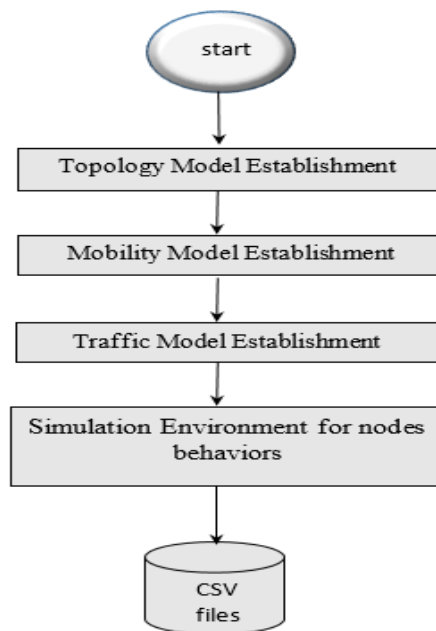 start
Topology Model Establishment
Mobility Model Establishment
Traffic Model Establishment
Simulation Environment for nodes
behaviors
CSV
files